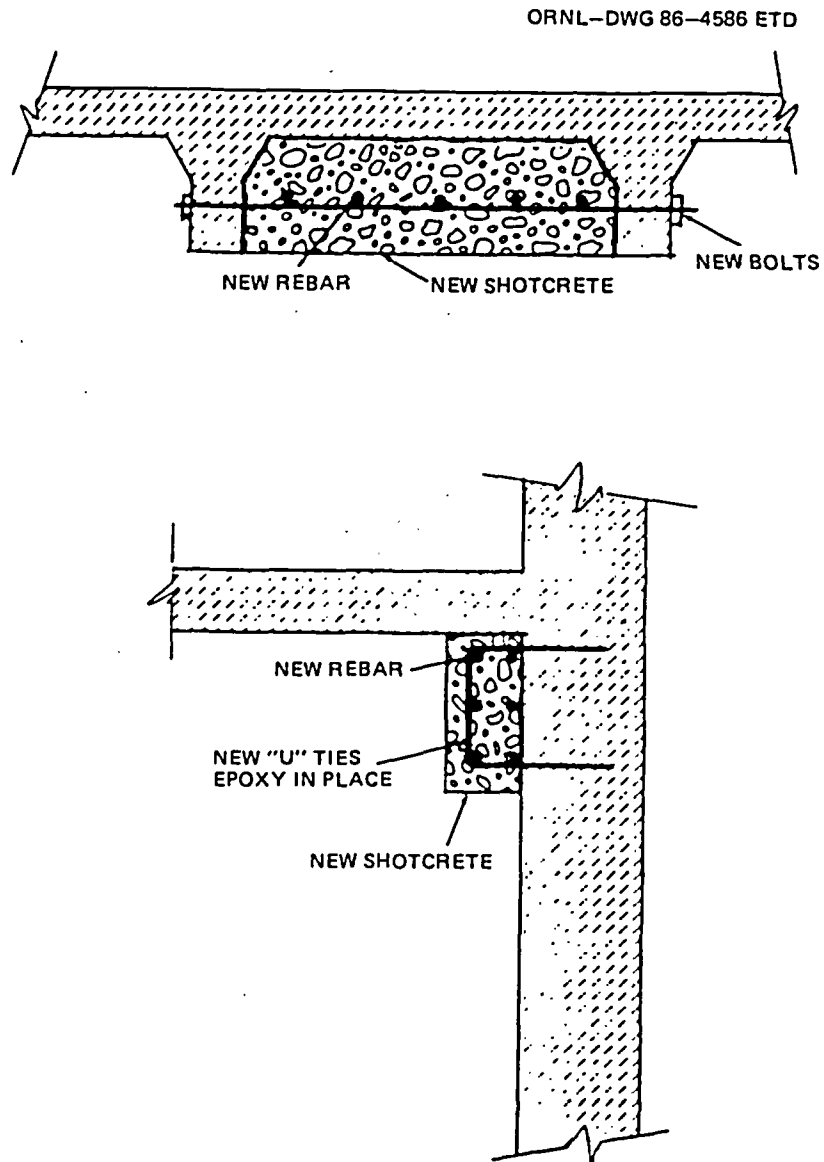 ORNL–DWG 86–4586 ETD
NEW BOLTS
NEW REBAR
NEW SHOTCRETE
NEW REBAR
NEW "U" TIES
EPOXY IN PLACE
NEW SHOTCRETE